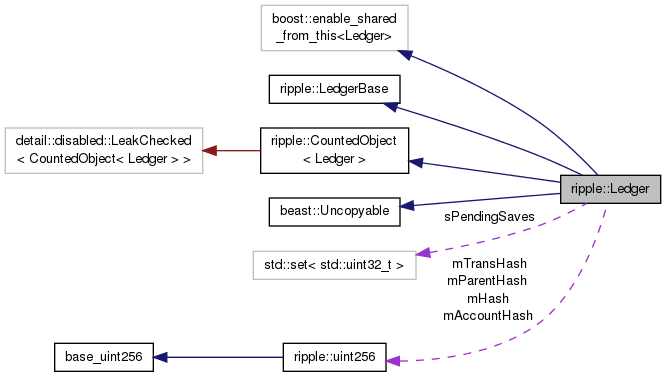 boost::enable_shared
_from_this<Ledger>
ripple::LedgerBase
detail::disabled::LeakChecked
< CountedObject< Ledger > >
ripple::CountedObject
< Ledger >
ripple::Ledger
beast::Uncopyable
sPendingSaves
std::set< std::uint32_t >
mTransHash
mParentHash
mHash
mAccountHash
base_uint256
ripple::uint256